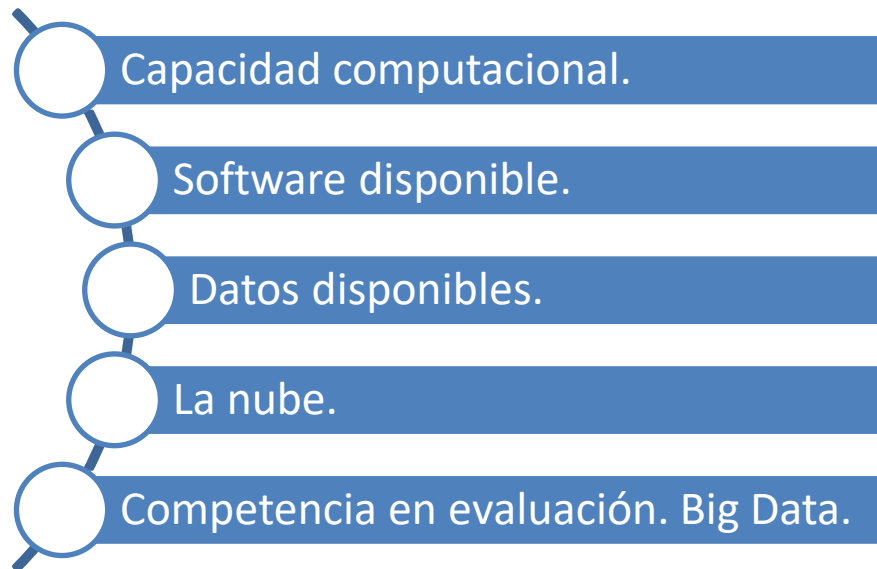 Capacidad computacional.
Software disponible.
Datos disponibles.
La nube.
Competencia en evaluación. Big Data.